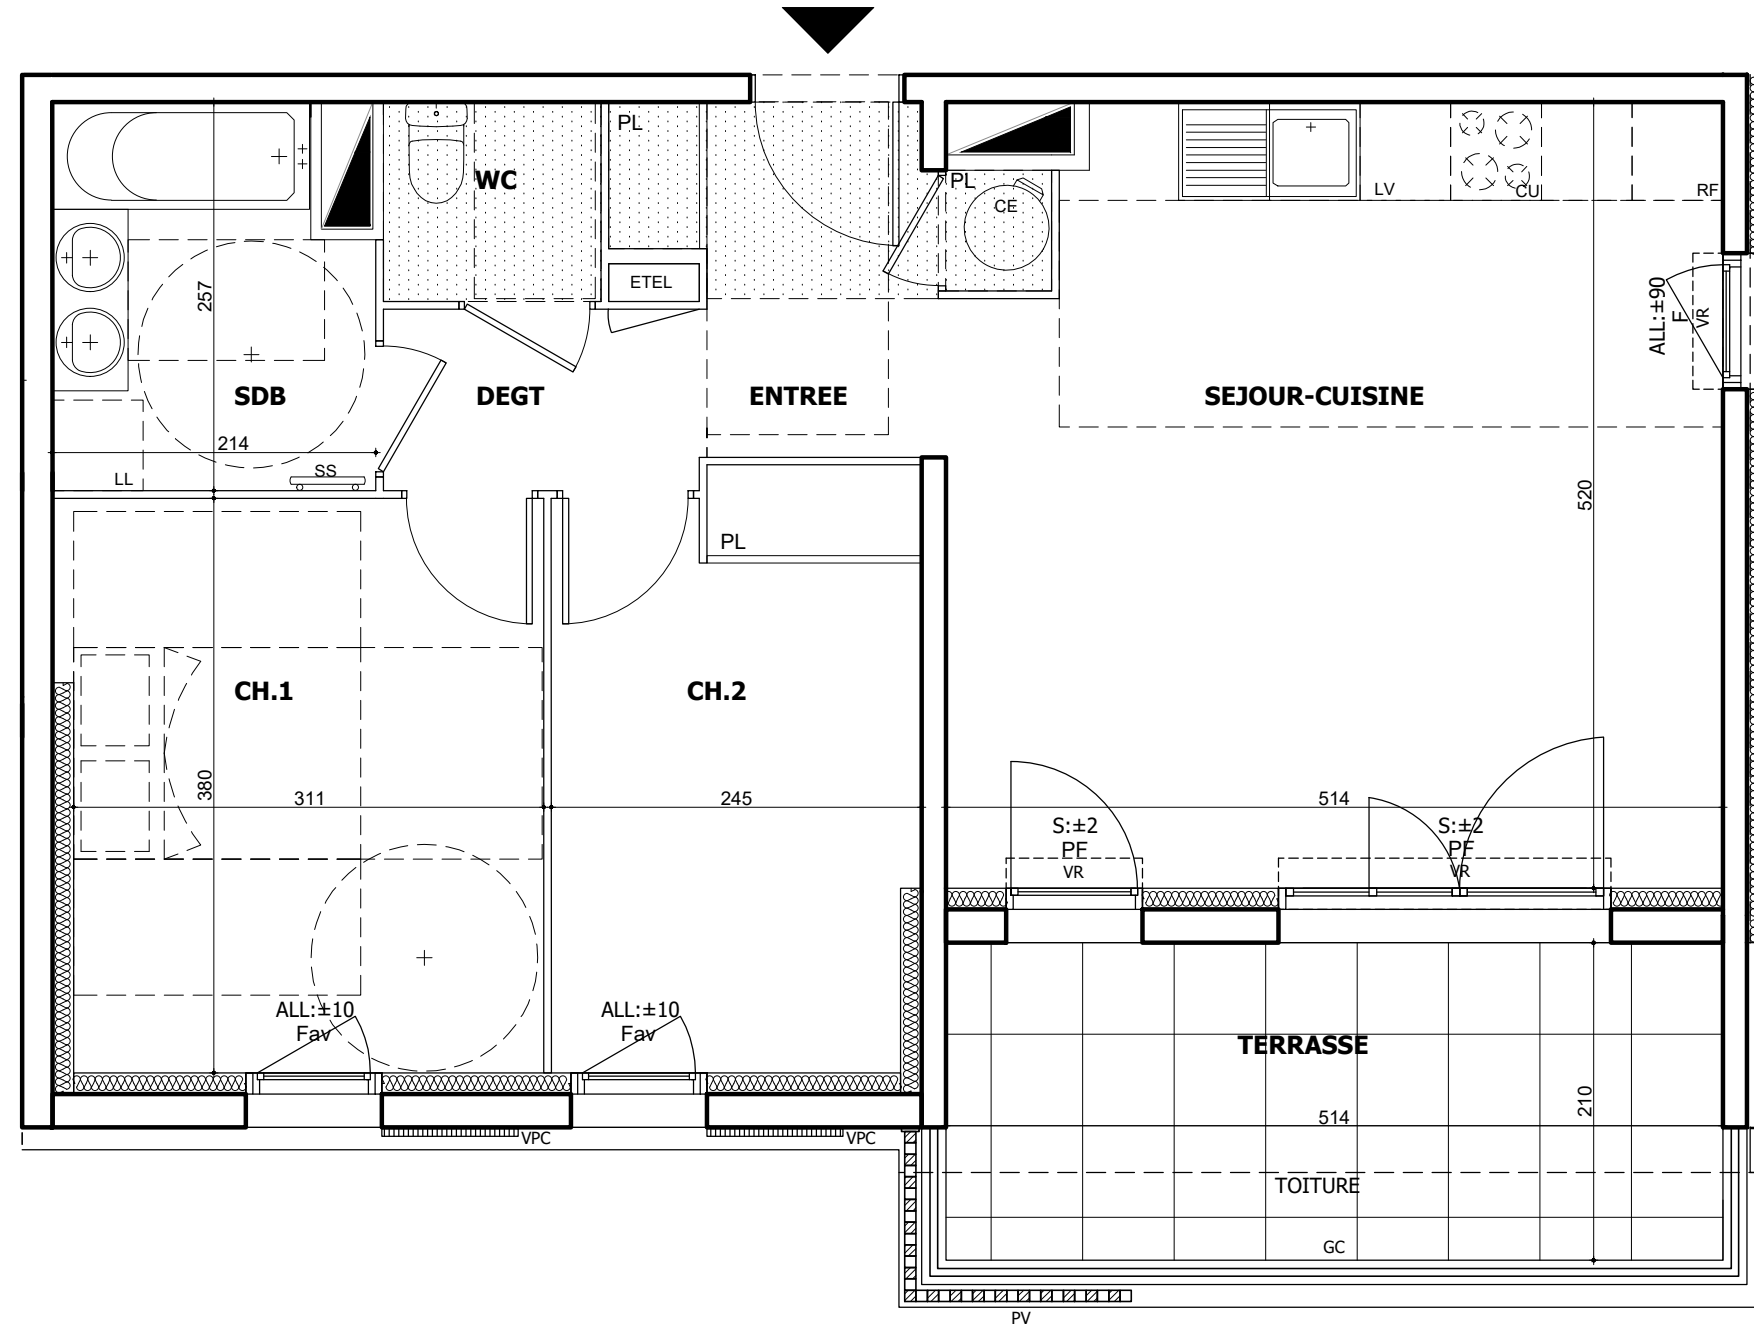 PL
WC
PL
CE
LV
CU
RF
ETEL
257
ALL:±90
F
VR
SDB
DEGT
ENTREE
SEJOUR-CUISINE
214
LL
SS
520
PL
CH.1
CH.2
380
311
245
514
S:±2
PF
VR
S:±2
PF
VR
ALL:±10
Fav
ALL:±10
Fav
TERRASSE
210
514
VPC
VPC
TOITURE
GC
PV